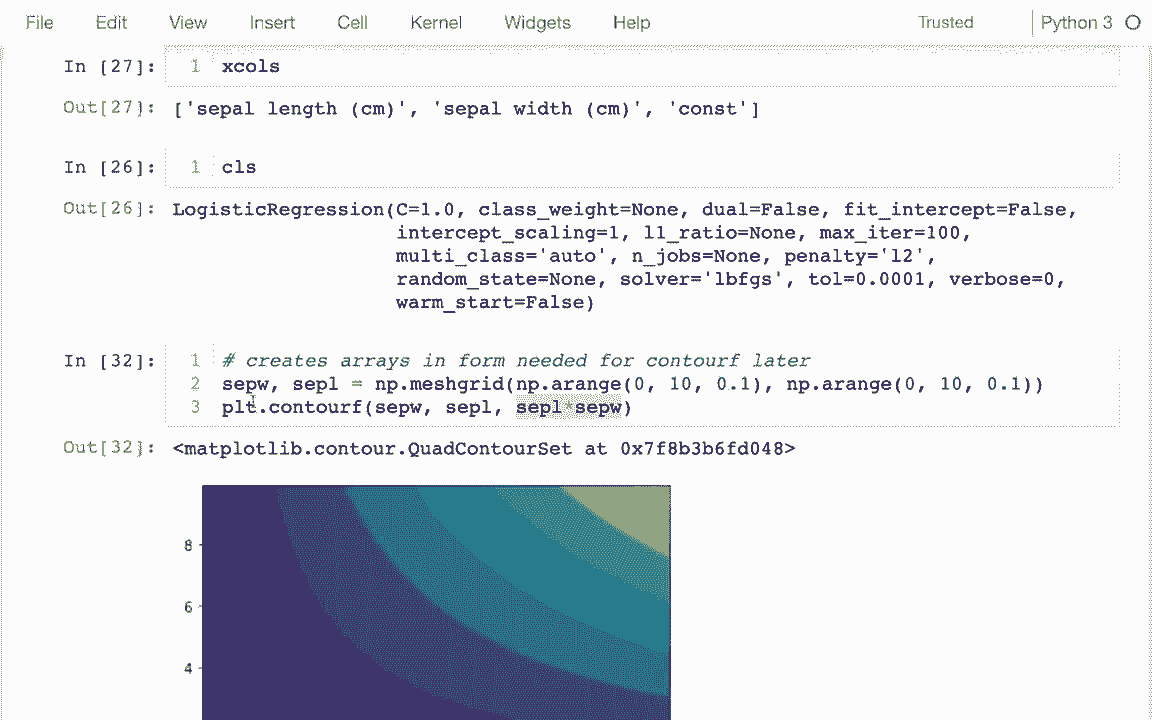 File Edit View Insert Cell Kernel Widgets Help Trusted Python 3
In [27]: 1 xcols
Out[27]: ['sepal length (cm)', 'sepal width (cm)', 'const']
In [26]: 1 cls
Out[26]: LogisticRegression(C=1.0, class_weight=None, dual=False, fit_intercept=False,
intercept_scaling=1, l1_ratio=None, max_iter=100,
multi_class='auto', n_jobs=None, penalty='l2',
random_state=None, solver='lbfgs', tol=0.0001, verbose=0,
warm_start=False)
In [32]: 1 # creates arrays in form needed for contourf later
2 sepw, sepl = np.meshgrid(np.arange(0, 10, 0.1), np.arange(0, 10, 0.1))
3 plt.contourf(sepw, sepl, sepl*sepw)
Out[32]: <matplotlib.contour.QuadContourSet at 0x7f8b3b6fd048>
8
6
4